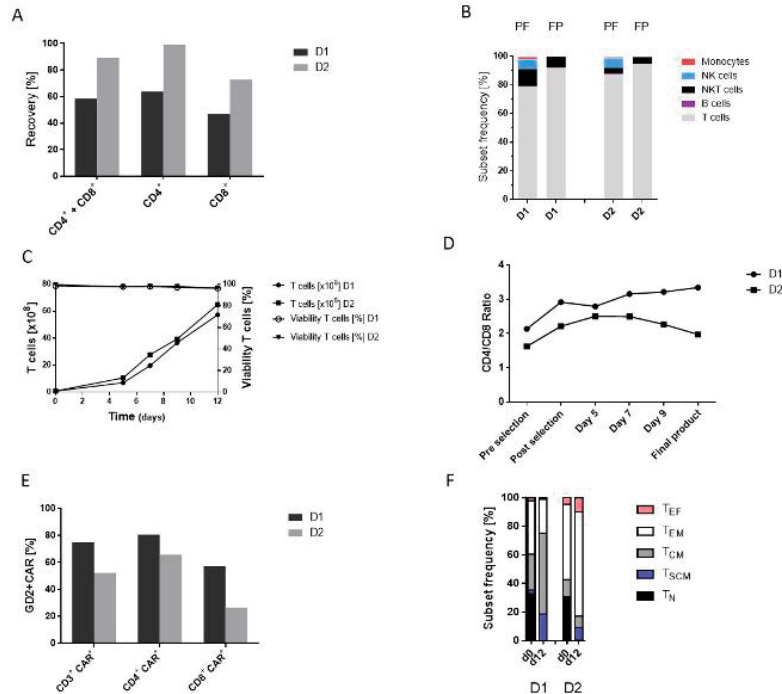 A
D1
D2
Recovery [%]
100
80
60
40
20
0
CD4+ + CD8+
CD4+
CD8+
B
PF FP PF FP
Subset frequency [%]
100
80
60
40
20
0
D1 D1 D2 D2
Monocytes
NK cells
NKT cells
B cells
T cells
C
T cells [x10⁸]
80
60
40
20
0
0 2 4 6 8 10 12
Time (days)
100
80
60
40
20
0
Viability T cells [%]
T cells [x10⁸] D1
T cells [x10⁸] D2
Viability T cells [%] D1
Viability T cells [%] D2
D
CD4/CD8 Ratio
4
3
2
1
0
Pre selection
Post selection
Day 5
Day 7
Day 9
Final product
D1
D2
E
GD2+CAR [%]
100
80
60
40
20
0
CD3+ CAR+
CD4+ CAR+
CD8+ CAR+
D1
D2
F
Subset frequency [%]
100
80
60
40
20
0
d0 d12 d0 d12
D1 D2
TEF
TEM
TCM
TSCM
TN